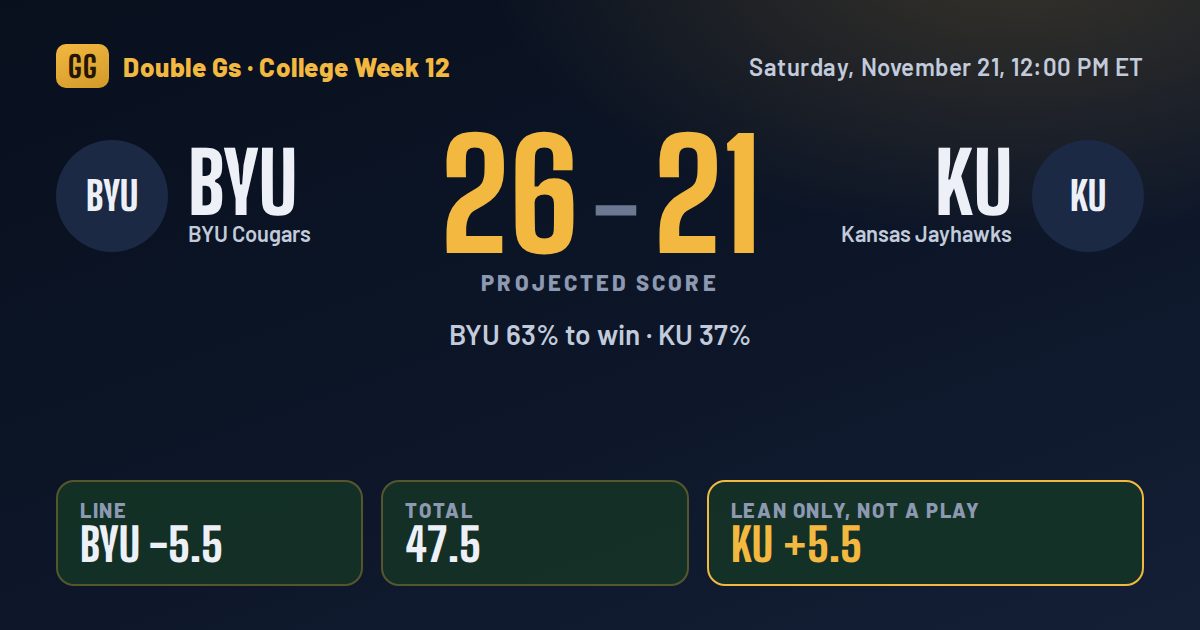 GG Double Gs · College Week 12
Saturday, November 21, 12:00 PM ET
BYU
BYU
BYU Cougars
26 – 21
PROJECTED SCORE
BYU 63% to win · KU 37%
KU
Kansas Jayhawks
KU
LINE
BYU −5.5
TOTAL
47.5
LEAN ONLY, NOT A PLAY
KU +5.5